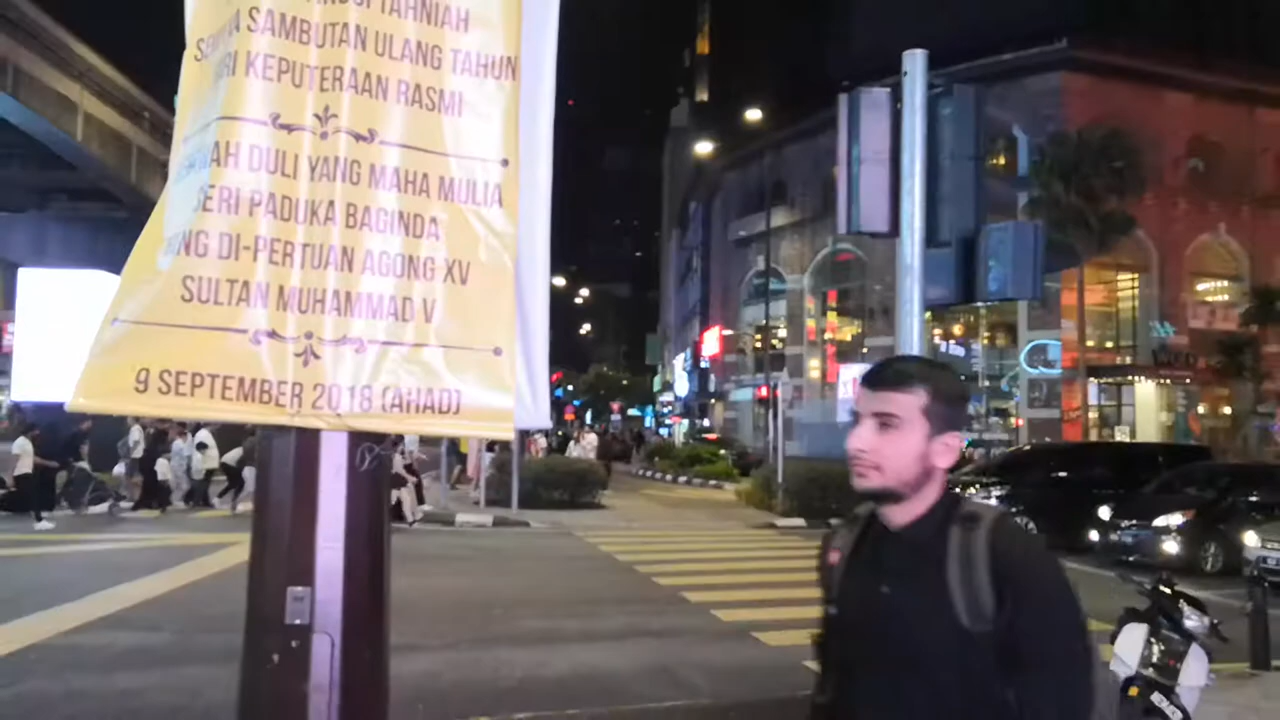 TAHNIAH
SAMBUTAN ULANG TAHUN
KEPUTERAAN RASMI
DULI YANG MAHA MULIA
SERI PADUKA BAGINDA
DI-PERTUAN AGONG XV
SULTAN MUHAMMAD V
9 SEPTEMBER 2018 (AHAD)